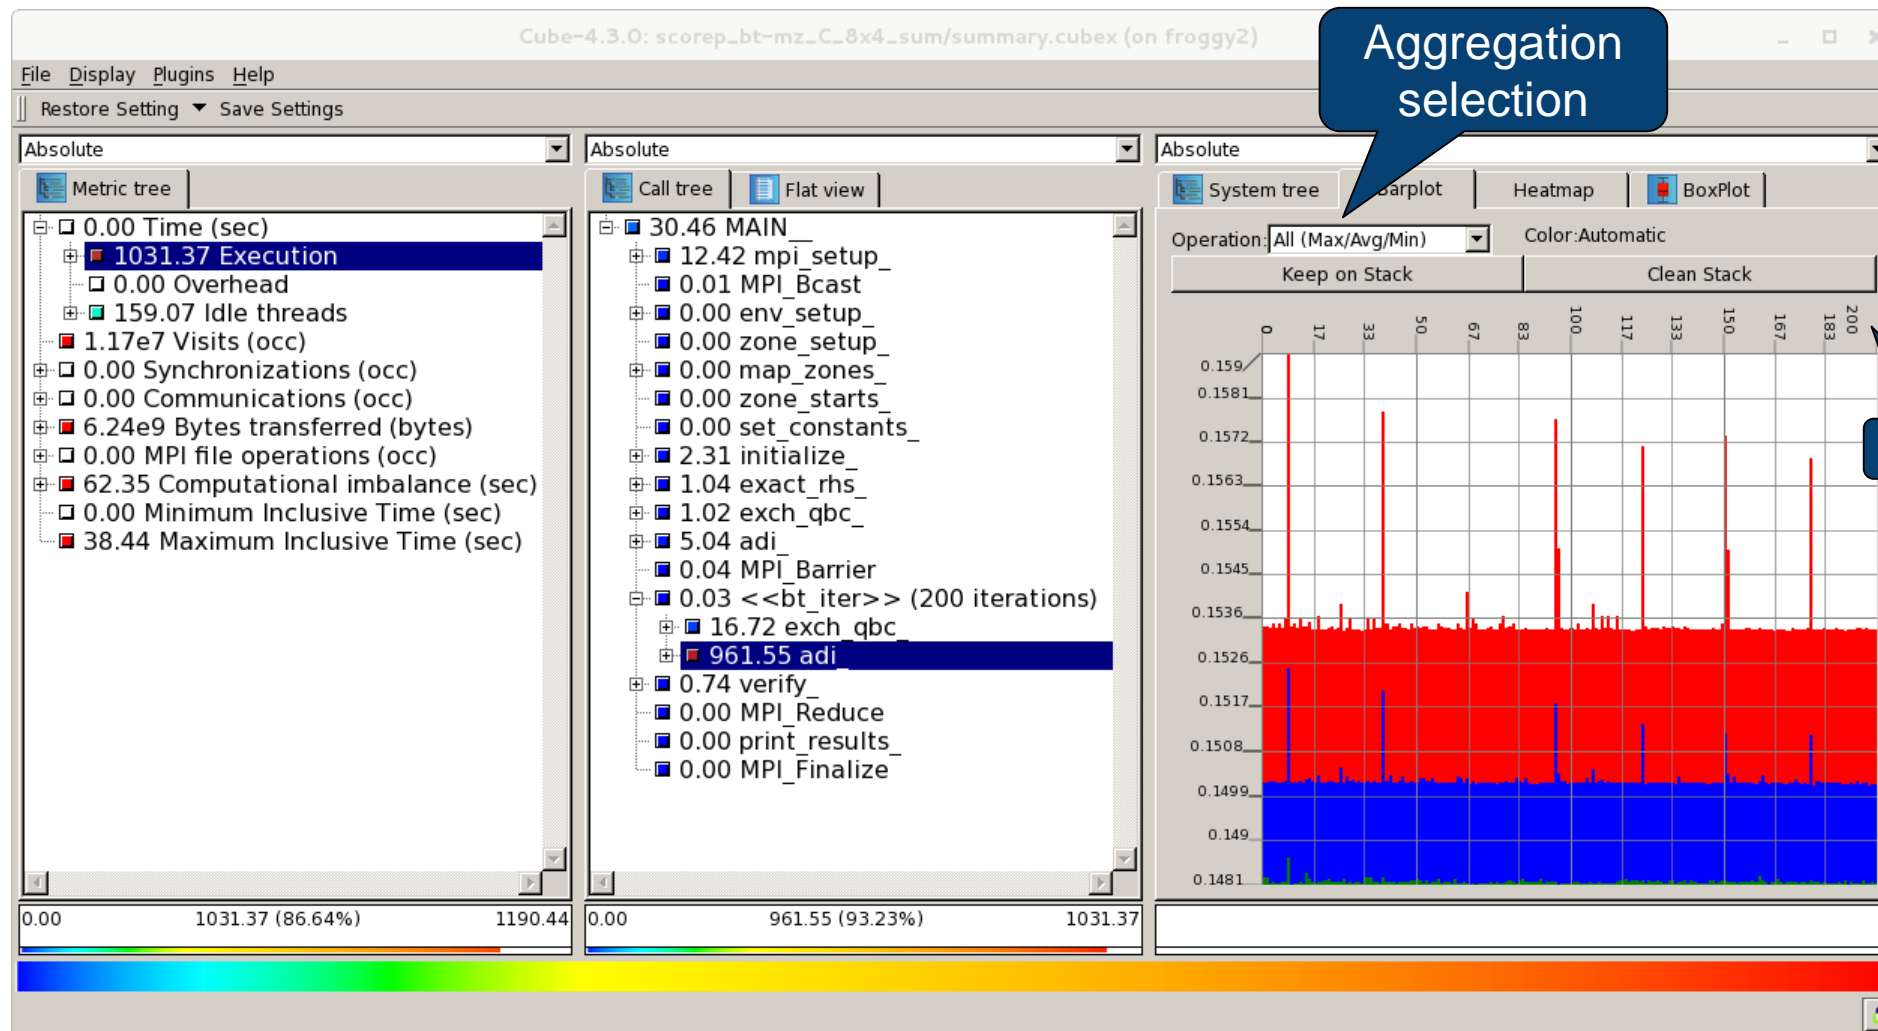 Cube-4.3.0: scorep_bt-mz_C_8x4_sum/summary.cubex (on froggy2)
Aggregation
selection
File Display Plugins Help
Restore Setting Save Settings
Absolute
Metric tree
0.00 Time (sec)
1031.37 Execution
0.00 Overhead
159.07 Idle threads
1.17e7 Visits (occ)
0.00 Synchronizations (occ)
0.00 Communications (occ)
6.24e9 Bytes transferred (bytes)
0.00 MPI file operations (occ)
62.35 Computational imbalance (sec)
0.00 Minimum Inclusive Time (sec)
38.44 Maximum Inclusive Time (sec)
0.00 1031.37 (86.64%) 1190.44
Absolute
Call tree Flat view
30.46 MAIN__
12.42 mpi_setup_
0.01 MPI_Bcast
0.00 env_setup_
0.00 zone_setup_
0.00 map_zones_
0.00 zone_starts_
0.00 set_constants_
2.31 initialize_
1.04 exact_rhs_
1.02 exch_qbc_
5.04 adi_
0.04 MPI_Barrier
0.03 <<bt_iter>> (200 iterations)
16.72 exch_qbc_
961.55 adi_
0.74 verify_
0.00 MPI_Reduce
0.00 print_results_
0.00 MPI_Finalize
0.00 961.55 (93.23%) 1031.37
Absolute
System tree Barplot Heatmap BoxPlot
Operation: All (Max/Avg/Min) Color:Automatic
Keep on Stack Clean Stack
0 17 33 50 67 83 100 117 133 150 167 183 200
0.159
0.1581
0.1572
0.1563
0.1554
0.1545
0.1536
0.1526
0.1517
0.1508
0.1499
0.149
0.1481